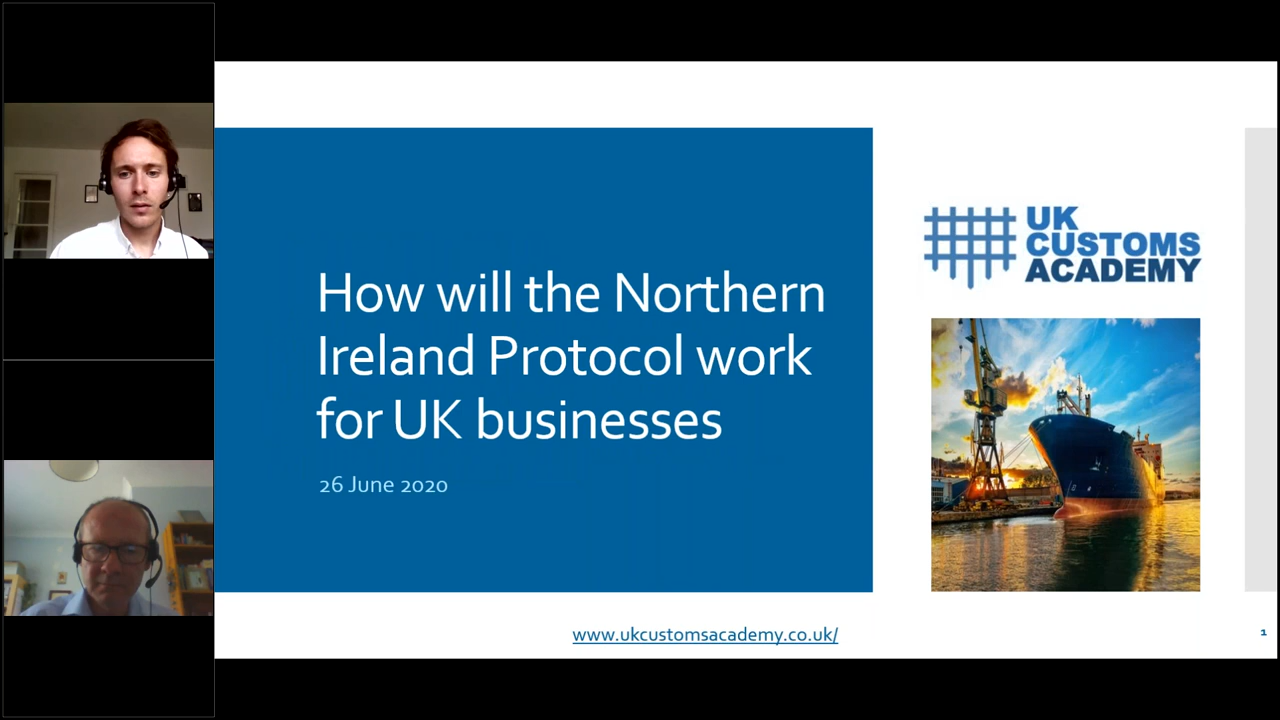 How will the Northern
Ireland Protocol work
for UK businesses
26 June 2020
UK
CUSTOMS
ACADEMY
www.ukcustomsacademy.co.uk/
1